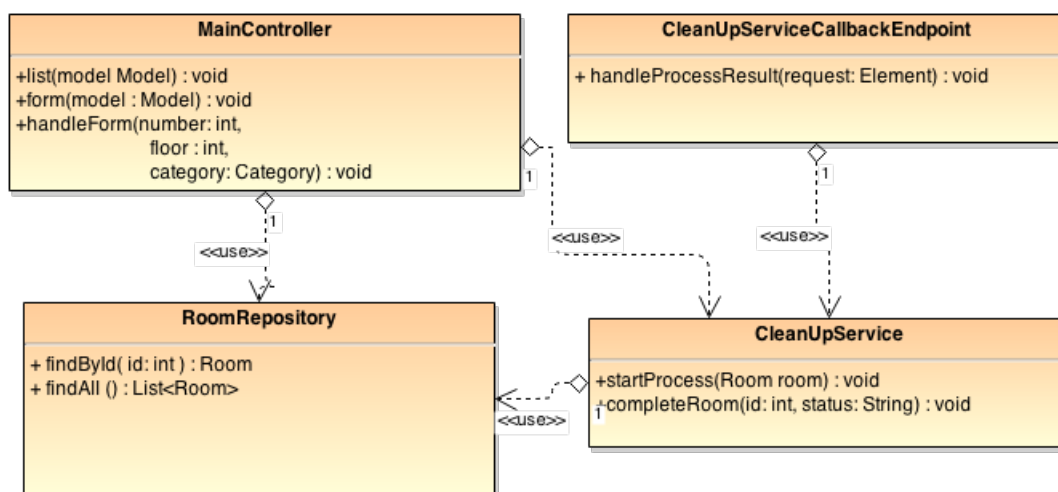 MainController
+list(model Model) : void
+form(model : Model) : void
+handleForm(number: int,
floor : int,
category: Category) : void
1
1
<<use>>
<<use>>
CleanUpServiceCallbackEndpoint
+ handleProcessResult(request: Element) : void
1
<<use>>
RoomRepository
+ findById( id: int ) : Room
+ findAll () : List<Room>
<<use>>
CleanUpService
+startProcess(Room room) : void
+completeRoom(id: int, status: String) : void
1